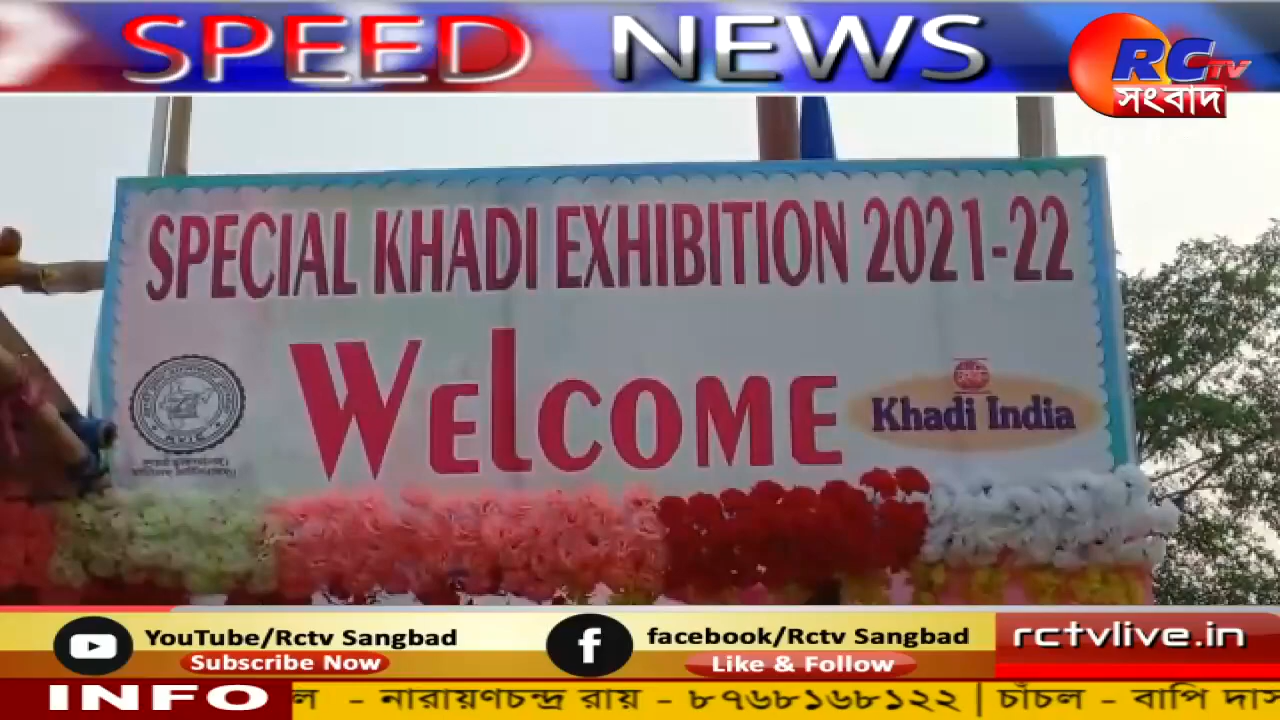 SPEED NEWS
RCTV
সংবাদ
SPECIAL KHADI EXHIBITION 2021-22
WElCOME
KVIC
Khadi India
YouTube/Rctv Sangbad
Subscribe Now
facebook/Rctv Sangbad
Like & Follow
rctvlive.in
INFO
ল - নারায়ণচন্দ্র রায় - ৮৭৬৮১৬৮১২২ | চাঁচল - বাপি দাস